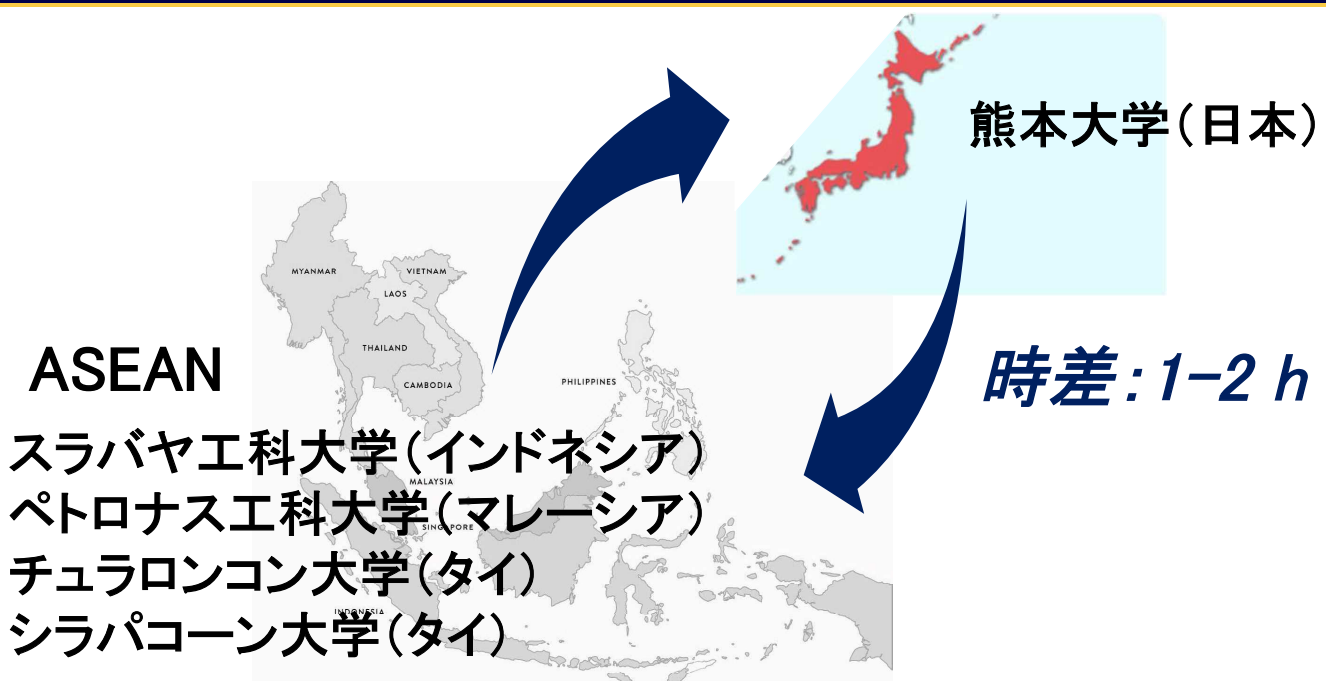 熊本大学(日本)
MYANMAR
VIETNAM
LAOS
THAILAND
CAMBODIA
PHILIPPINES
ASEAN
時差:1-2 h
スラバヤ工科大学(インドネシア)
MALAYSIA
ペトロナス工科大学(マレーシア)
SINGAPORE
チュラロンコン大学(タイ)
INDONESIA
シラパコーン大学(タイ)